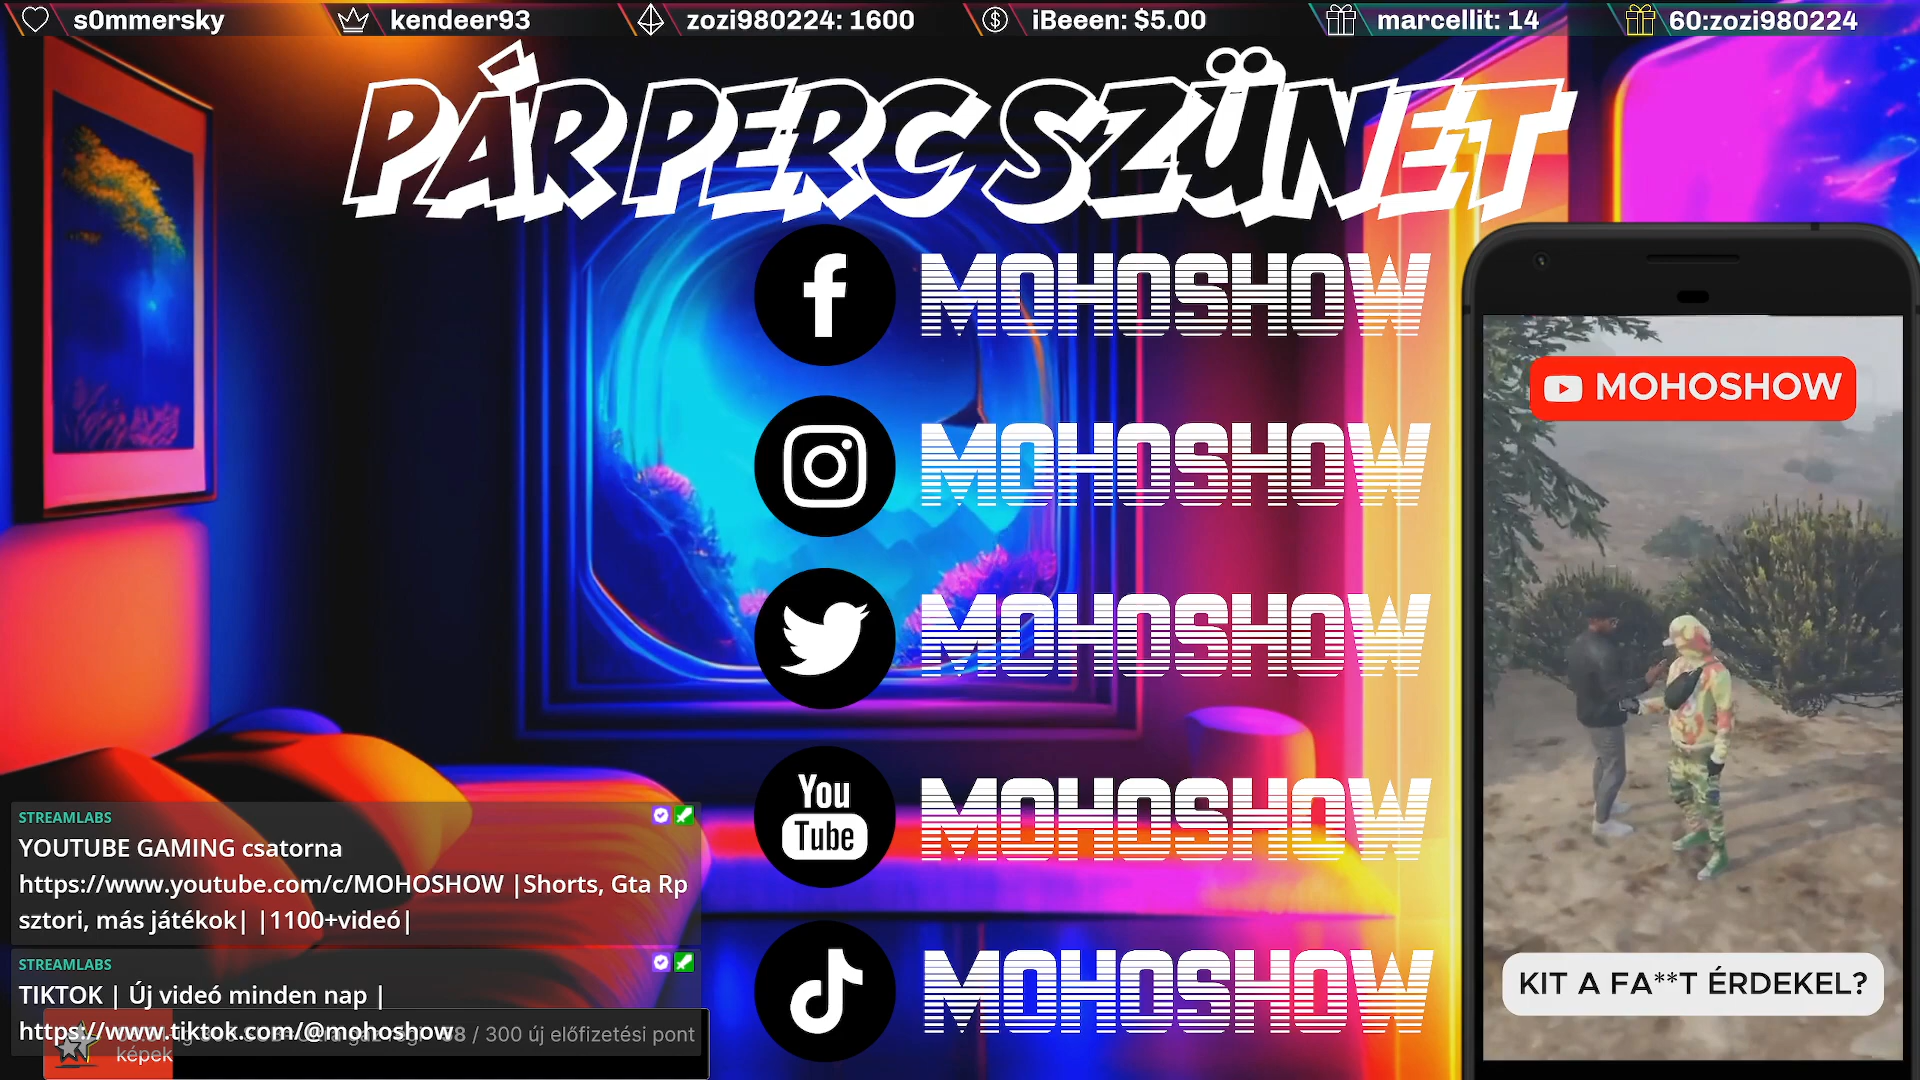 s0mmersky
kendeer93
zozi980224: 1600
iBeeen: $5.00
marcellit: 14
60:zozi980224
PÁR PERC SZÜNET
MOHOSHOW
MOHOSHOW
MOHOSHOW
You
Tube
MOHOSHOW
MOHOSHOW
MOHOSHOW
KIT A FA**T ÉRDEKEL?
STREAMLABS
YOUTUBE GAMING csatorna
https://www.youtube.com/c/MOHOSHOW |Shorts, Gta Rp
sztori, más játékok| |1100+videó|
STREAMLABS
TIKTOK | Új videó minden nap |
https://www.tiktok.com/@mohoshow
/ 300 új előfizetési pont
képek